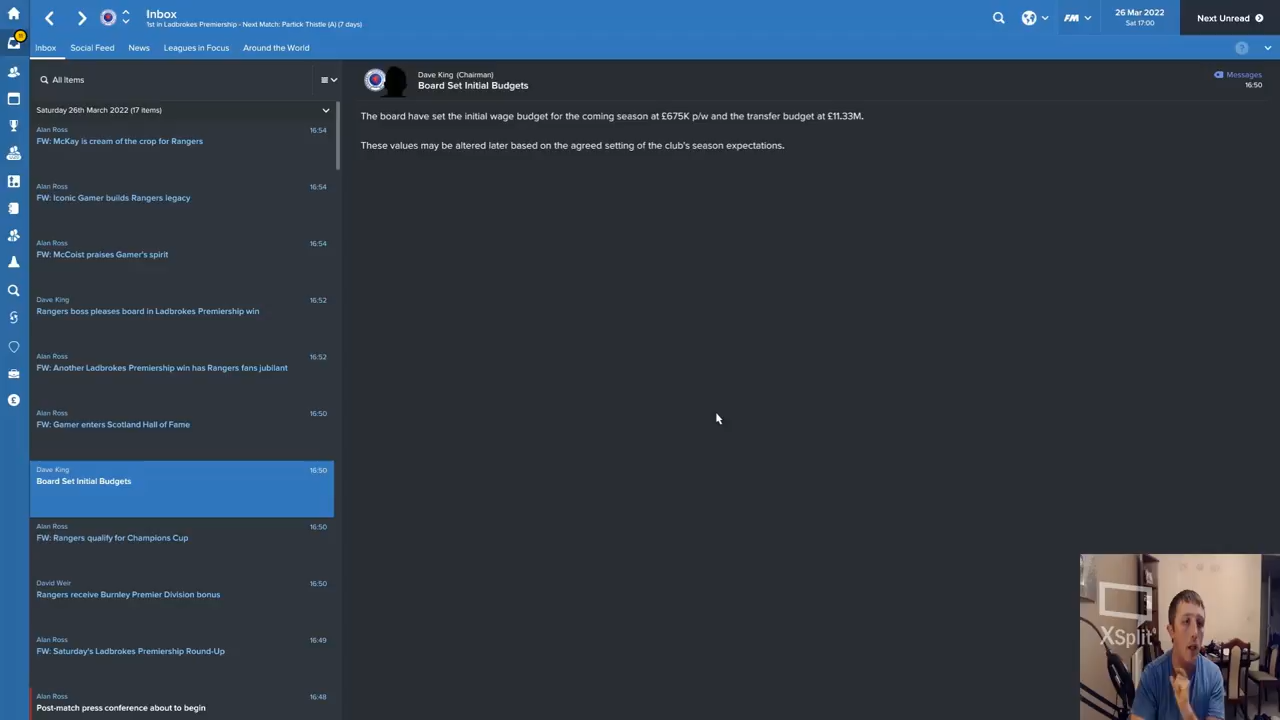 Inbox
1st in Ladbrokes Premiership - Next Match: Partick Thistle (A) (7 days)
FM
26 Mar 2022
Sat 17:00
Next Unread
Inbox
Social Feed
News
Leagues in Focus
Around the World
?
All Items
Saturday 26th March 2022 (17 Items)
Alan Ross 16:54
FW: McKay is cream of the crop for Rangers
Alan Ross 16:54
FW: Iconic Gamer builds Rangers legacy
Alan Ross 16:54
FW: McCoist praises Gamer's spirit
Dave King 16:52
Rangers boss pleases board in Ladbrokes Premiership win
Alan Ross 16:52
FW: Another Ladbrokes Premiership win has Rangers fans jubilant
Alan Ross 16:50
FW: Gamer enters Scotland Hall of Fame
Dave King 16:50
Board Set Initial Budgets
Alan Ross 16:50
FW: Rangers qualify for Champions Cup
David Weir 16:50
Rangers receive Burnley Premier Division bonus
Alan Ross 16:49
FW: Saturday's Ladbrokes Premiership Round-Up
Alan Ross 16:48
Post-match press conference about to begin
Dave King (Chairman)
Board Set Initial Budgets
Messages
16:50
The board have set the initial wage budget for the coming season at £675K p/w and the transfer budget at £11.33M.
These values may be altered later based on the agreed setting of the club's season expectations.
XSplit